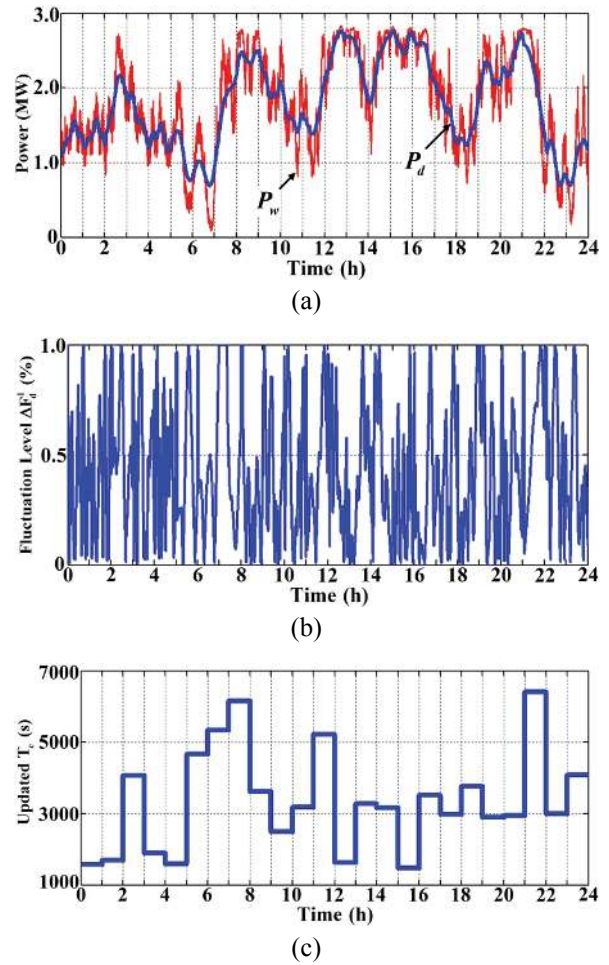 3.0
Power (MW)
2.0
1.0
0
P_w
P_d
0 2 4 6 8 10 12 14 16 18 20 22 24
Time (h)
(a)
1.0
Fluctuation Level ΔF_d^1 (%)
0.5
0
0 2 4 6 8 10 12 14 16 18 20 22 24
Time (h)
(b)
7000
Updated T_c (s)
5000
3000
1000
0 2 4 6 8 10 12 14 16 18 20 22 24
Time (h)
(c)